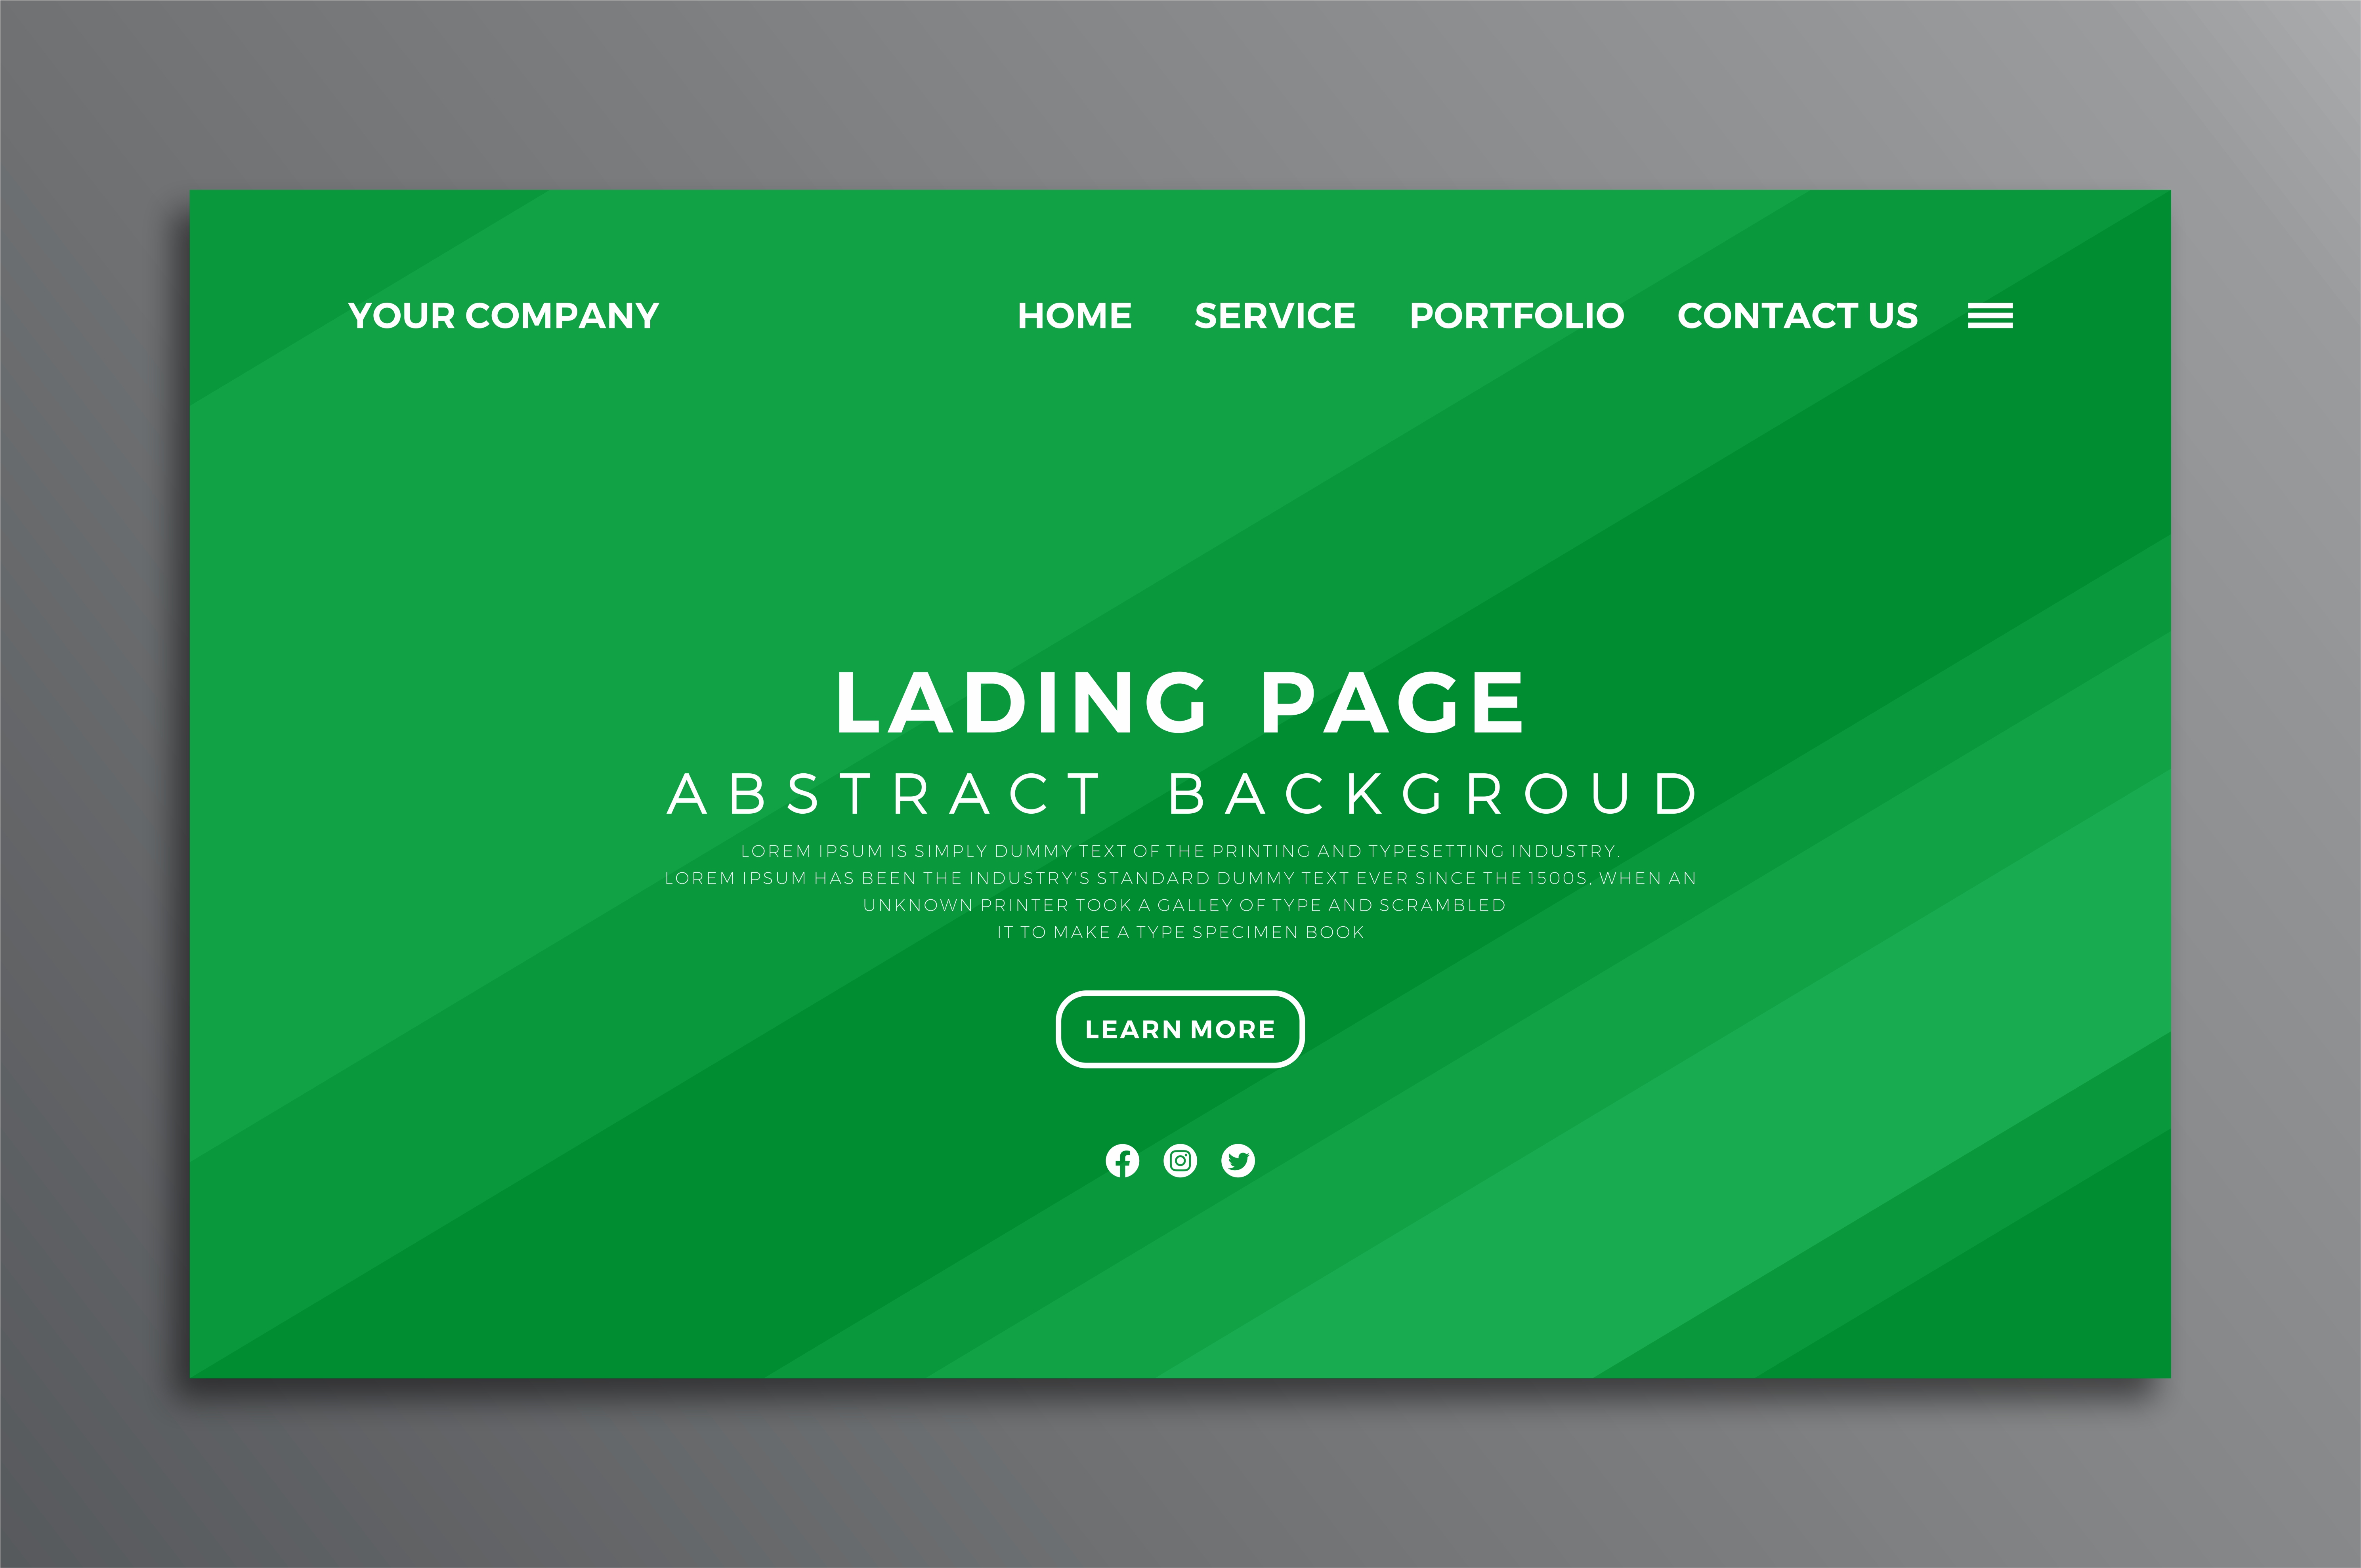 YOUR COMPANY HOME SERVICE PORTFOLIO CONTACT US
LADING PAGE
ABSTRACT BACKGROUD
LOREM IPSUM IS SIMPLY DUMMY TEXT OF THE PRINTING AND TYPESETTING INDUSTRY.
LOREM IPSUM HAS BEEN THE INDUSTRY'S STANDARD DUMMY TEXT EVER SINCE THE 1500S, WHEN AN
UNKNOWN PRINTER TOOK A GALLEY OF TYPE AND SCRAMBLED
IT TO MAKE A TYPE SPECIMEN BOOK
LEARN MORE